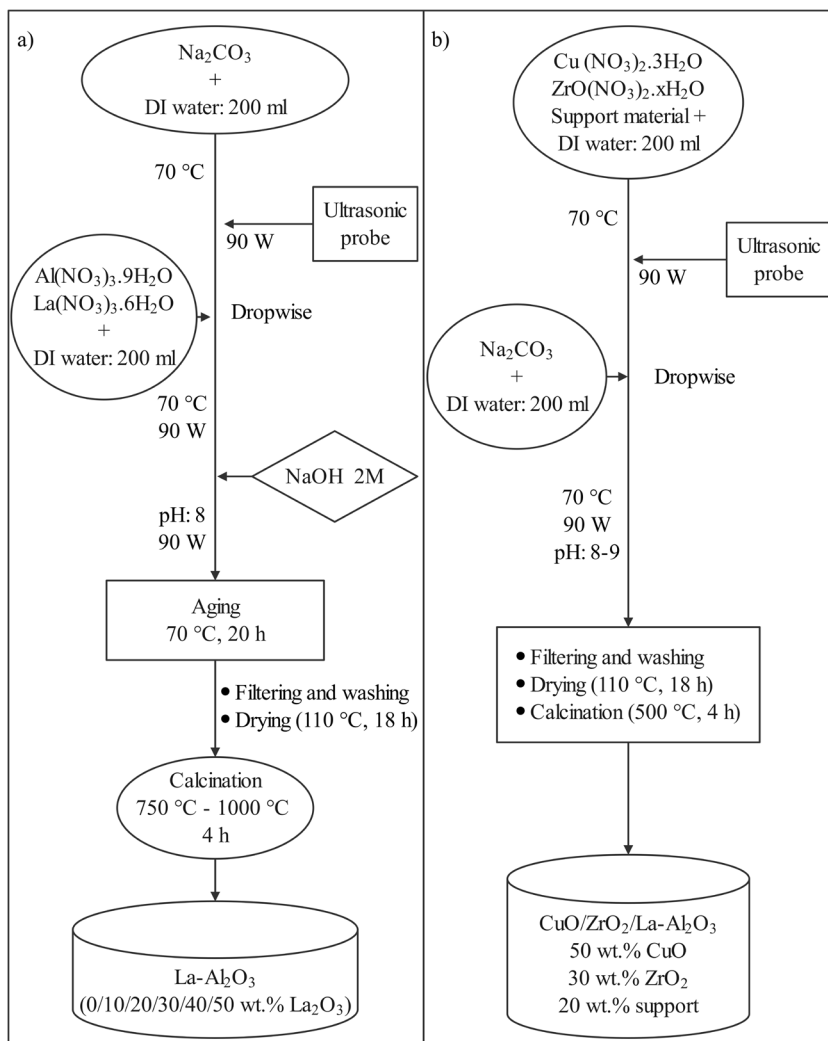 a)
Na₂CO₃
+
DI water: 200 ml
70 °C
Ultrasonic
probe
90 W
Al(NO₃)₃.9H₂O
La(NO₃)₃.6H₂O
+
DI water: 200 ml
Dropwise
70 °C
90 W
NaOH 2M
pH: 8
90 W
Aging
70 °C, 20 h
• Filtering and washing
• Drying (110 °C, 18 h)
Calcination
750 °C - 1000 °C
4 h
La-Al₂O₃
(0/10/20/30/40/50 wt.% La₂O₃)
b)
Cu (NO₃)₂.3H₂O
ZrO(NO₃)₂.xH₂O
Support material +
DI water: 200 ml
70 °C
Ultrasonic
probe
90 W
Na₂CO₃
+
DI water: 200 ml
Dropwise
70 °C
90 W
pH: 8-9
• Filtering and washing
• Drying (110 °C, 18 h)
• Calcination (500 °C, 4 h)
CuO/ZrO₂/La-Al₂O₃
50 wt.% CuO
30 wt.% ZrO₂
20 wt.% support